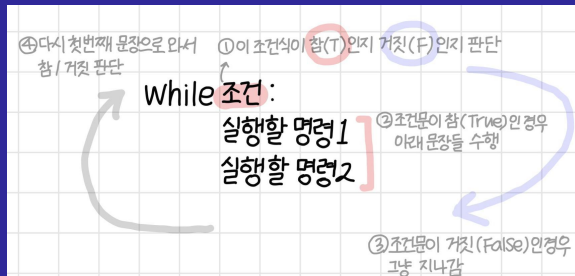 ④다시 첫번째 문장으로 와서
참/거짓 판단
①이 조건식이 참(T)인지 거짓(F)인지 판단
While 조건:
실행할 명령1
실행할 명령2
②조건문이 참(True)인 경우
아래 문장들 수행
③조건문이 거짓(False)인경우
그냥 지나감